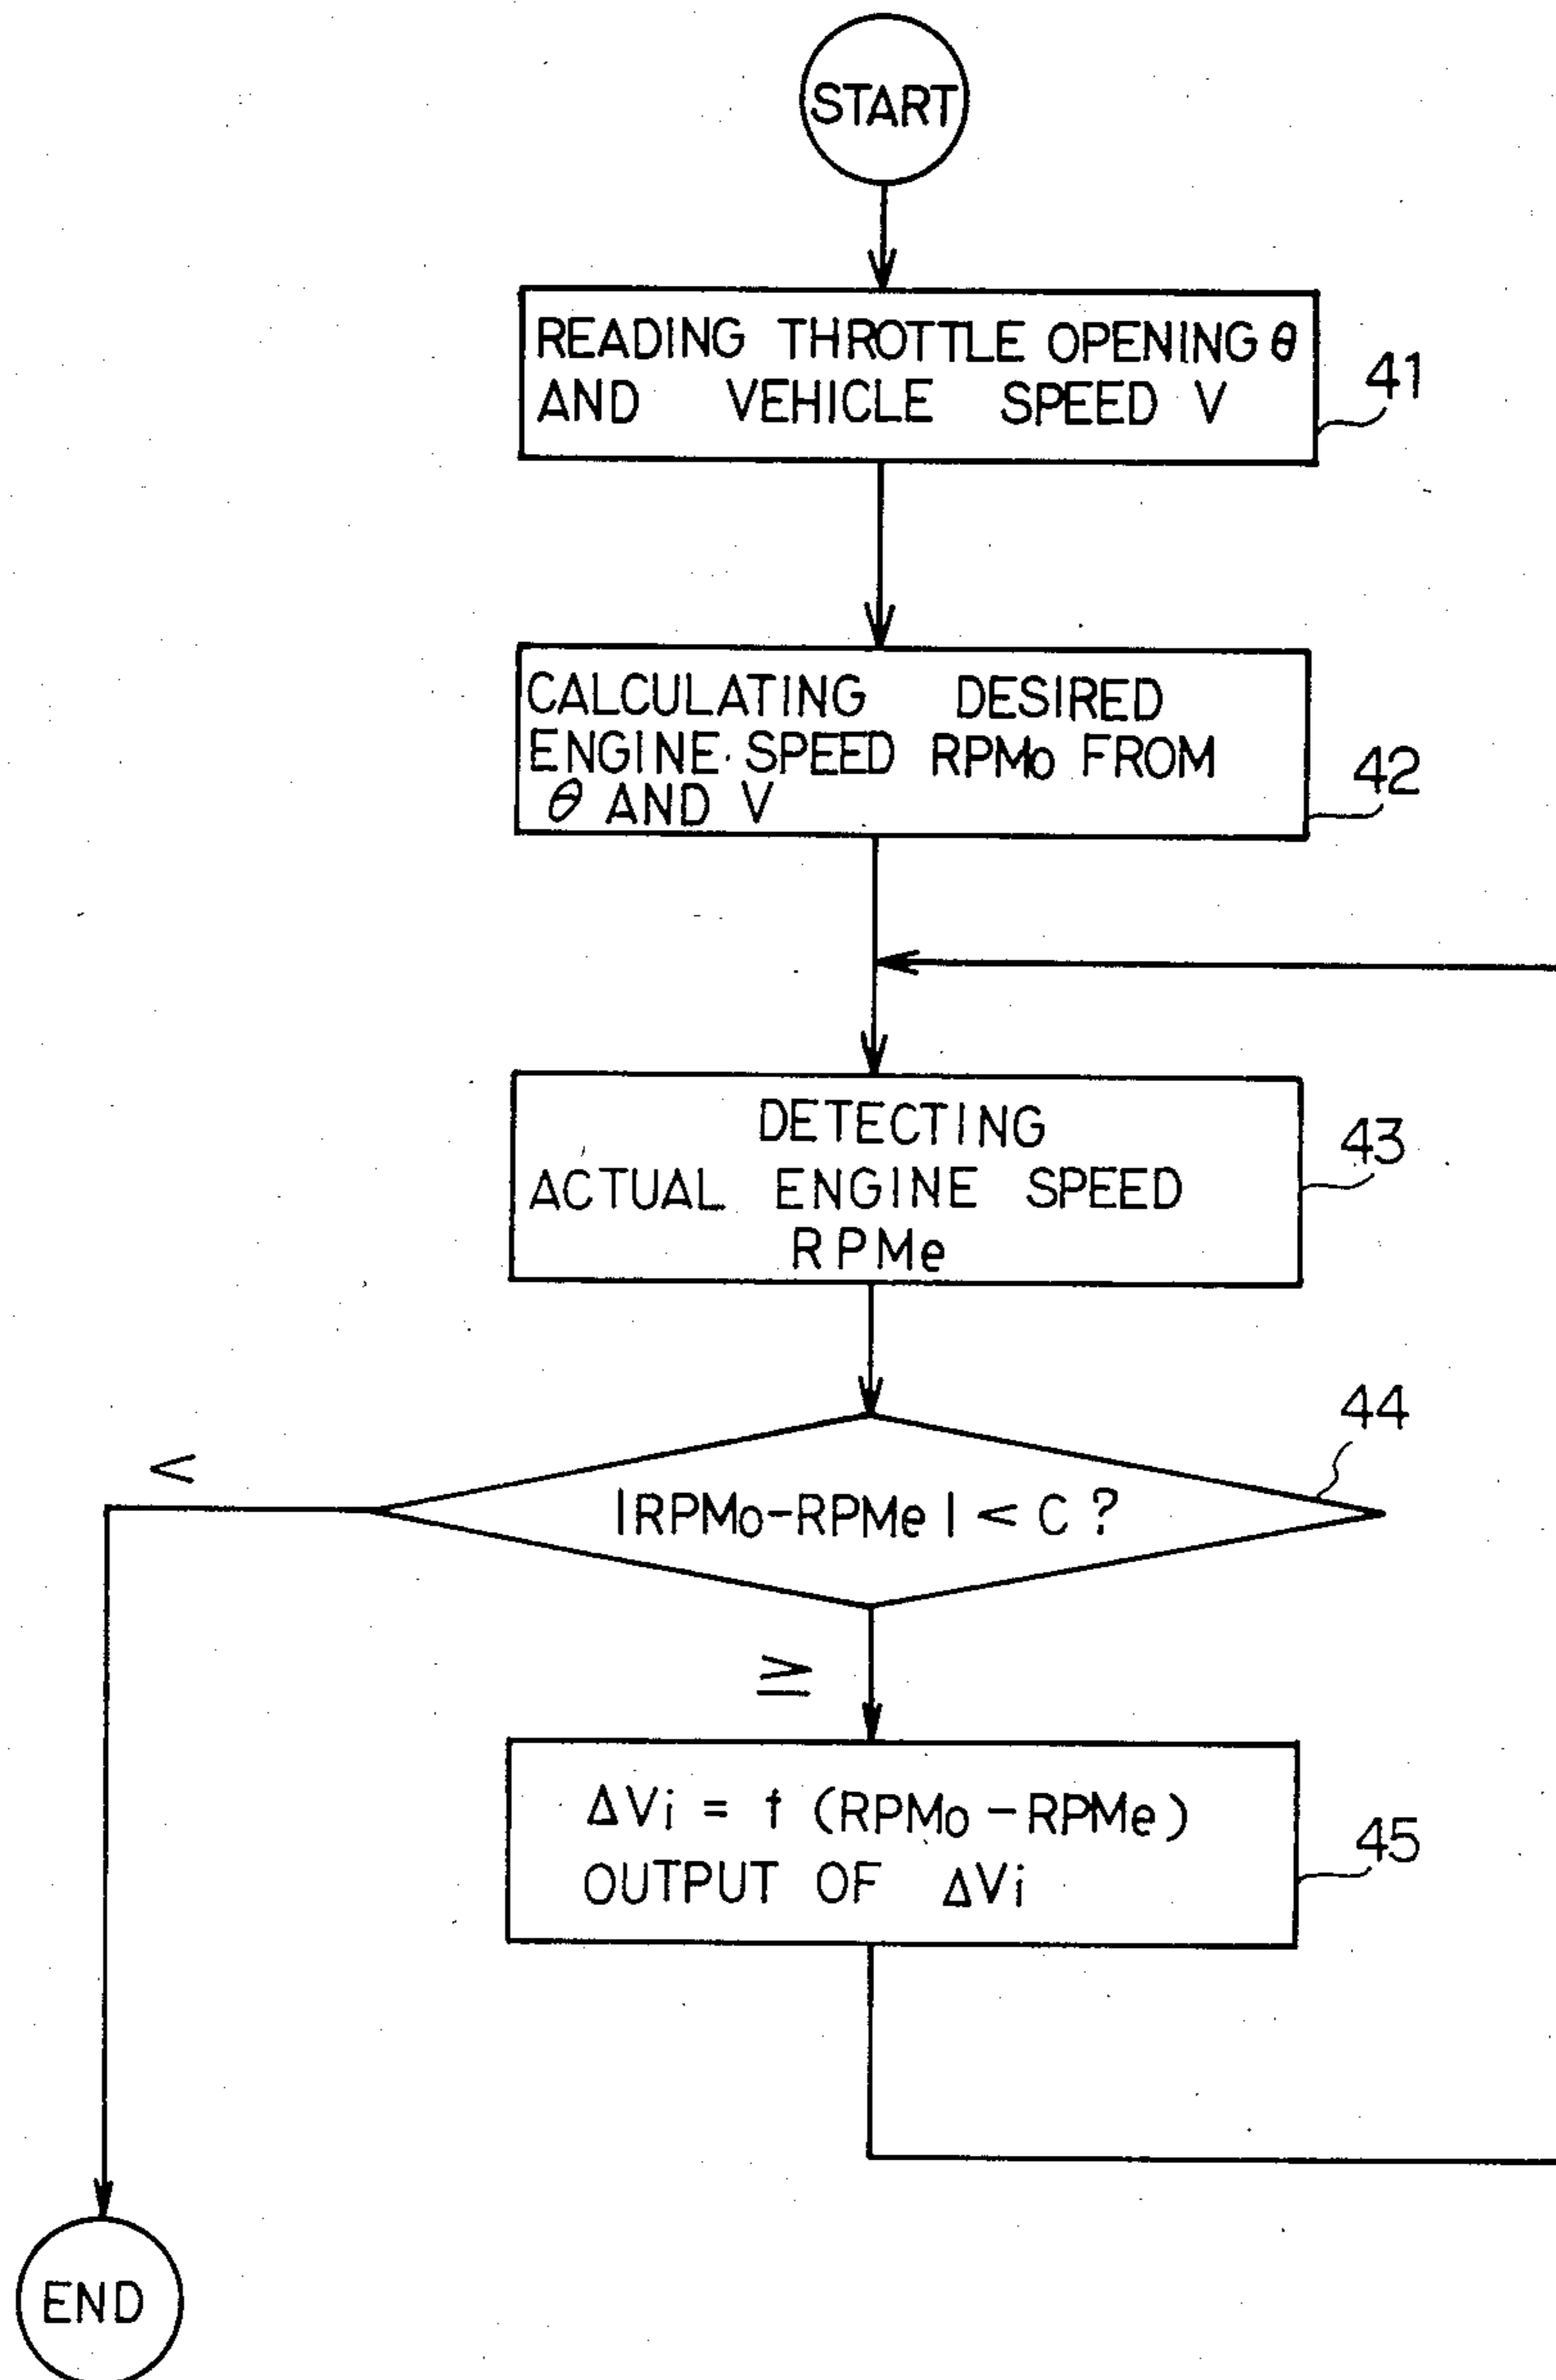 START
READING THROTTLE OPENING θ
AND VEHICLE SPEED V
41
CALCULATING DESIRED
ENGINE SPEED RPMo FROM
θ AND V
42
DETECTING
ACTUAL ENGINE SPEED
RPMe
43
44
<
|RPMo-RPMe| < C ?
≥
ΔVi = f (RPMo-RPMe)
OUTPUT OF ΔVi
45
END